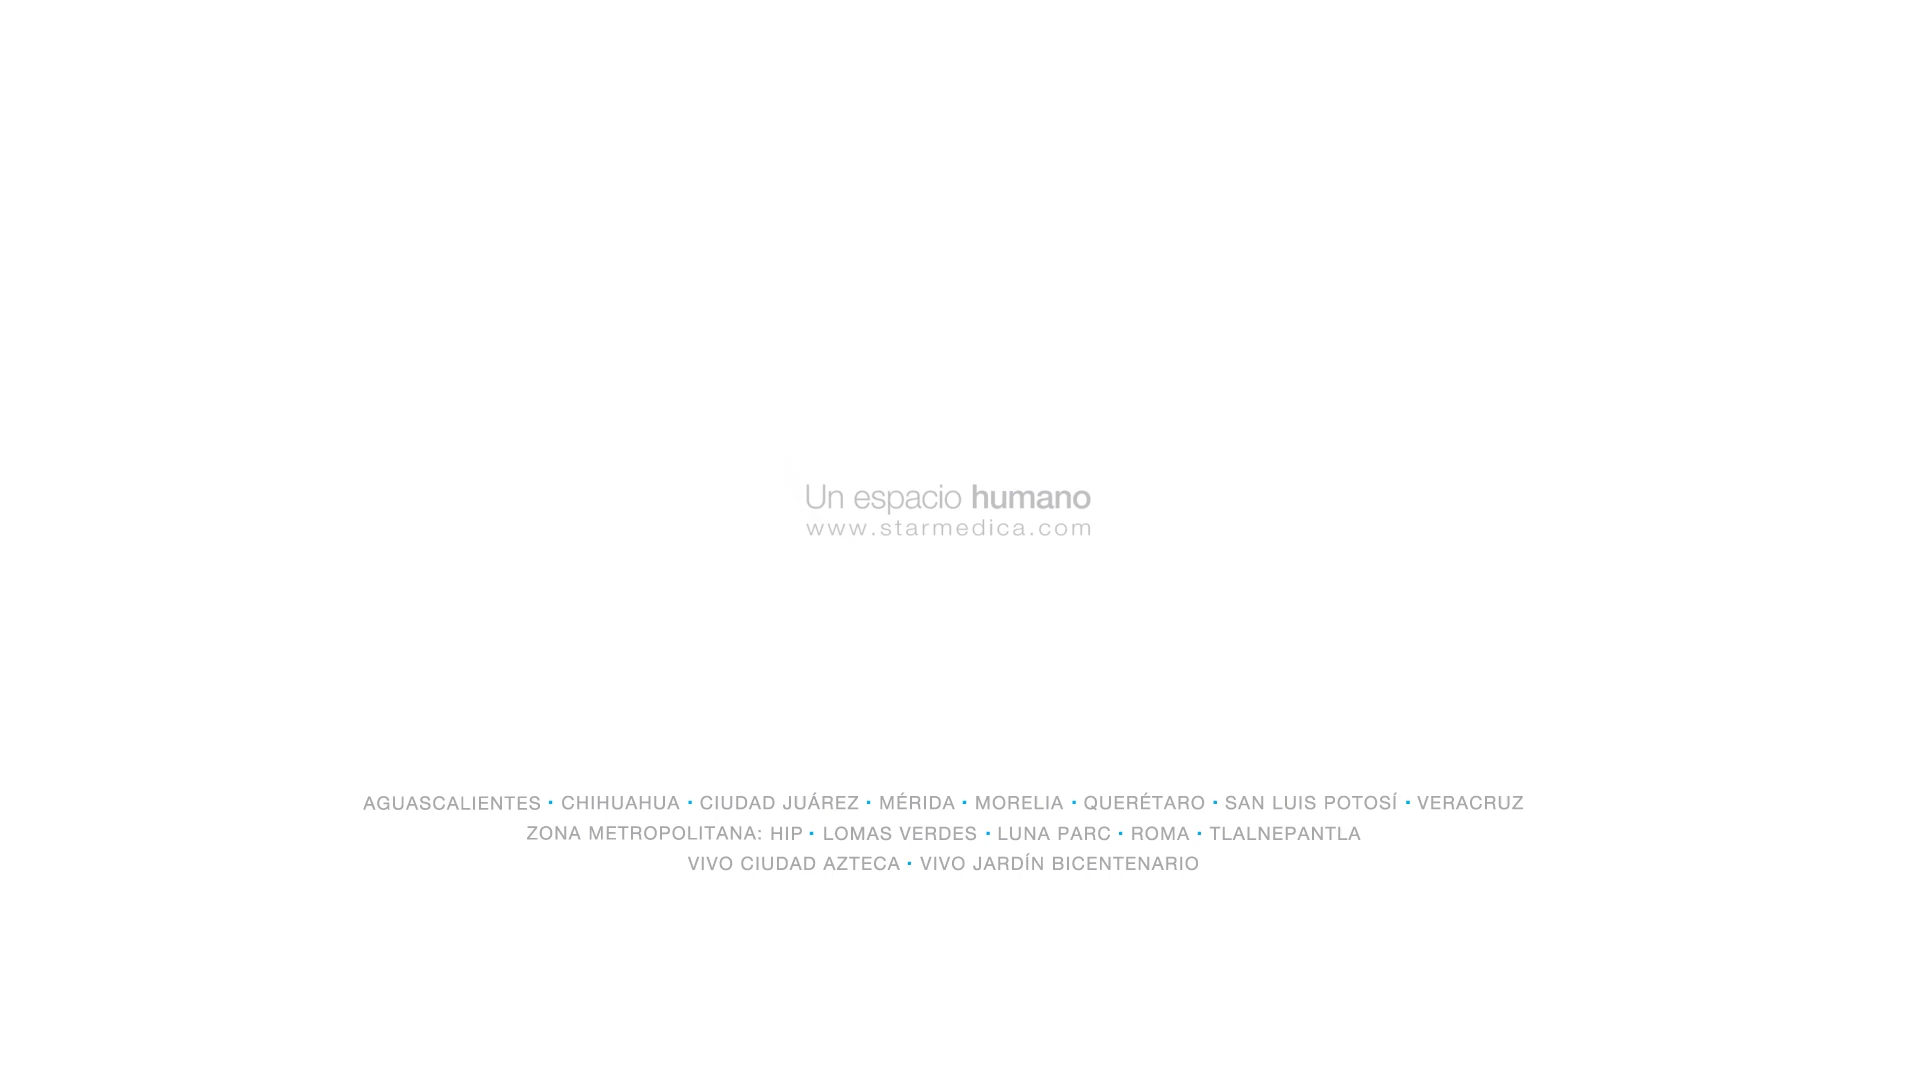 Un espacio humano
www.starmedica.com
AGUASCALIENTES · CHIHUAHUA · CIUDAD JUÁREZ · MÉRIDA · MORELIA · QUERÉTARO · SAN LUIS POTOSÍ · VERACRUZ
ZONA METROPOLITANA: HIP · LOMAS VERDES · LUNA PARC · ROMA · TLALNEPANTLA
VIVO CIUDAD AZTECA · VIVO JARDÍN BICENTENARIO